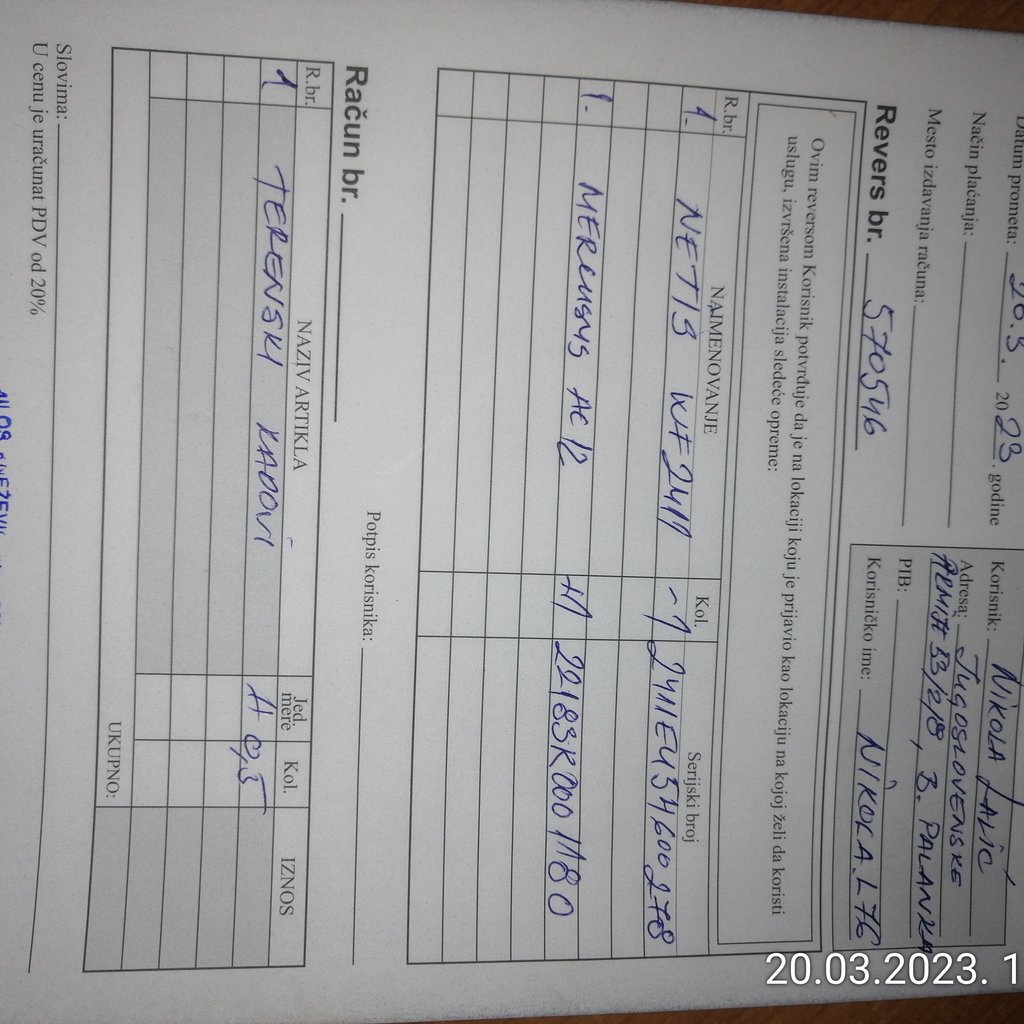 Datum prometa: 20.3. 2023. godine
Način plaćanja:
Mesto izdavanja računa:
Korisnik: NIKOLA LAKIĆ
Adresa: JUGOSLOVENSKE
ARMIJE 53/2/8, B. PALANKA
PIB:
Korisničko ime: NIKOLA.L76
Revers br. 570546
Ovim reversom Korisnik potvrđuje da je na lokaciji koju je prijavio kao lokaciju na kojoj želi da koristi
uslugu, izvršena instalacija sledeće opreme:
R.br. NAJMENOVANJE Kol. Serijski broj
1. NETIS WF2411 -1 2411EU34600278
1. MERCUSYS AC12 +1 22183K0001180
Potpis korisnika:
Račun br.
R.br. NAZIV ARTIKLA Jed. mere Kol. IZNOS
1 TERENSKI RADOVI H 0,5
UKUPNO:
Slovima:
U cenu je uračunat PDV od 20%
20.03.2023. 1